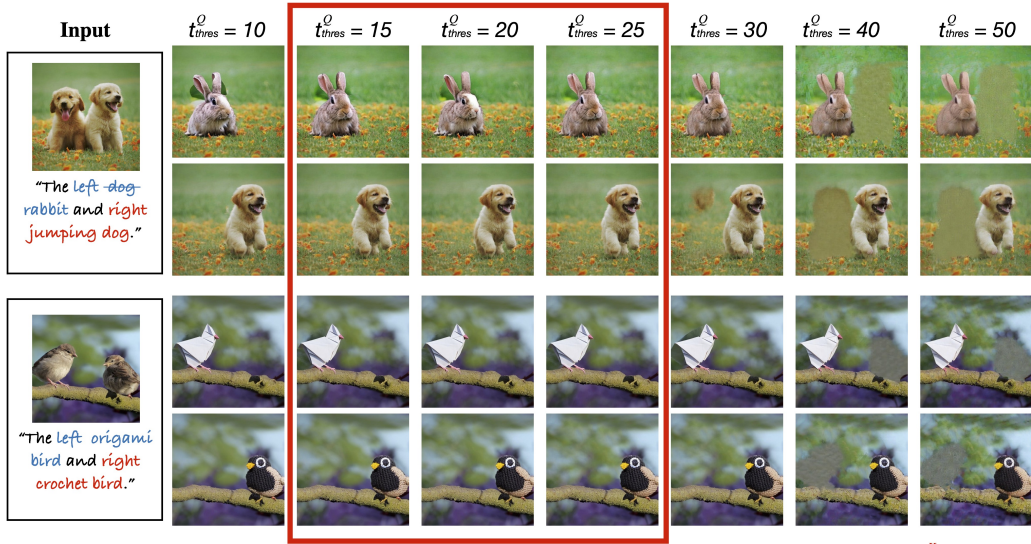 Input
t^Q_thres = 10
t^Q_thres = 15
t^Q_thres = 20
t^Q_thres = 25
t^Q_thres = 30
t^Q_thres = 40
t^Q_thres = 50
“The left dog
rabbit and right
jumping dog.”
“The left origami
bird and right
crochet bird.”